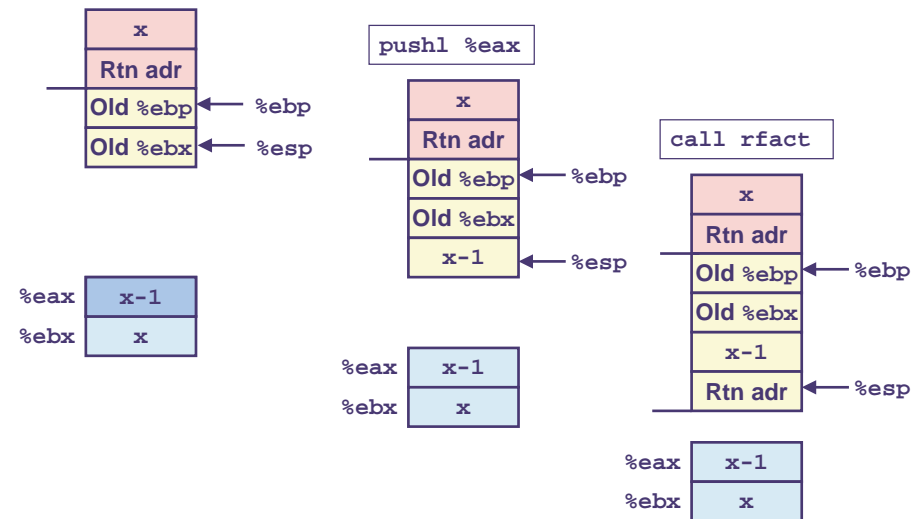 x
Rtn adr
Old %ebp
%ebp
Old %ebx
%esp
%eax
x-1
%ebx
x
pushl %eax
x
Rtn adr
Old %ebp
%ebp
Old %ebx
x-1
%esp
%eax
x-1
%ebx
x
call rfact
x
Rtn adr
Old %ebp
%ebp
Old %ebx
x-1
Rtn adr
%esp
%eax
x-1
%ebx
x